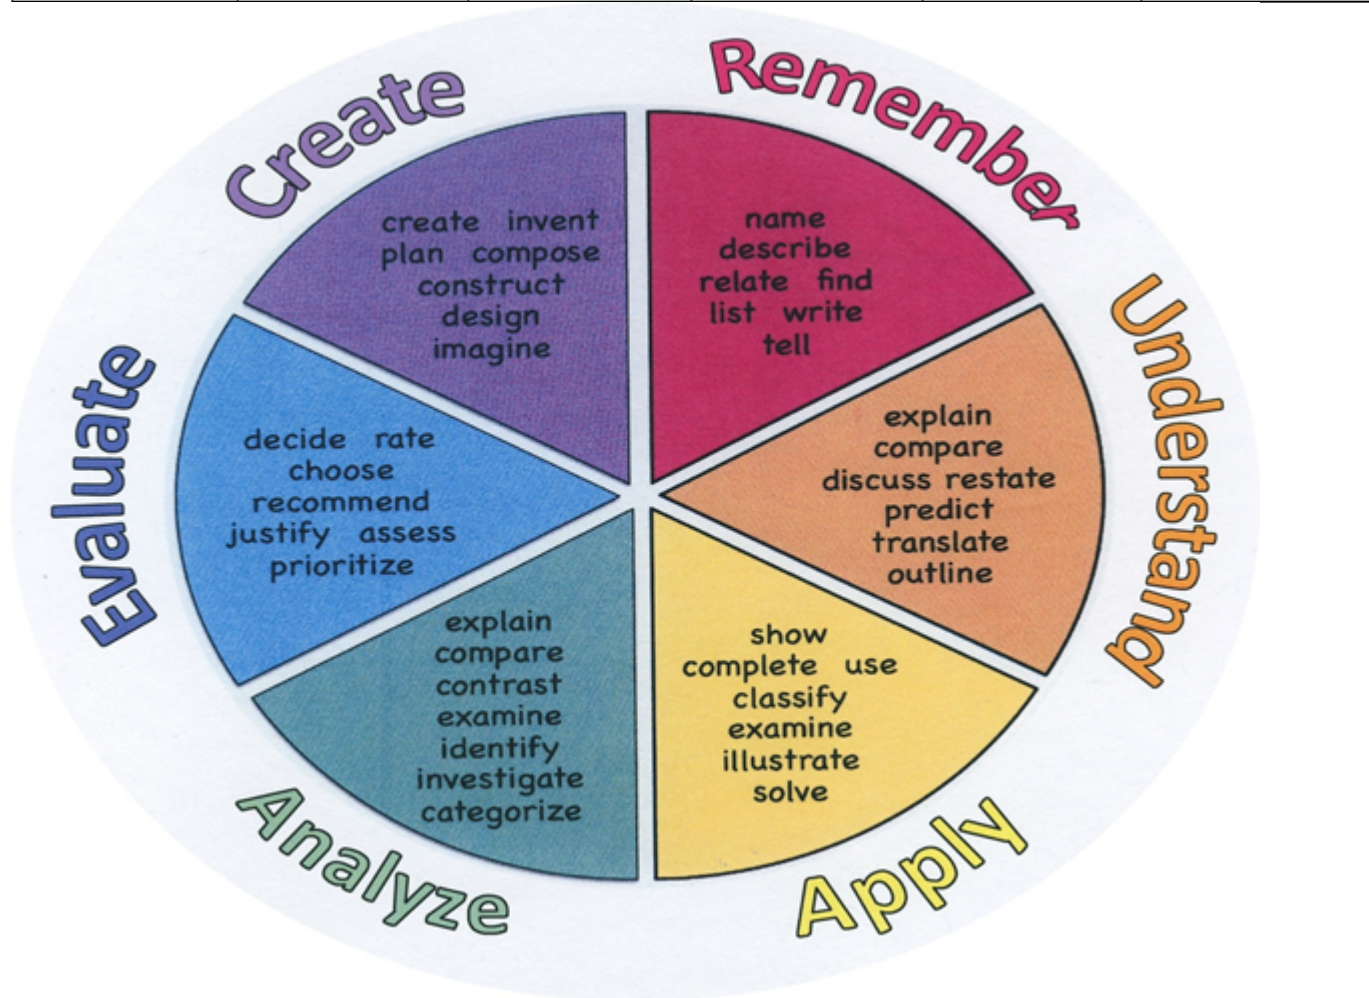 Remember
name
describe
relate find
list write
tell
Understand
explain
compare
discuss restate
predict
translate
outline
Apply
show
complete use
classify
examine
illustrate
solve
Analyze
explain
compare
contrast
examine
identify
investigate
categorize
Evaluate
decide rate
choose
recommend
justify assess
prioritize
Create
create invent
plan compose
construct
design
imagine